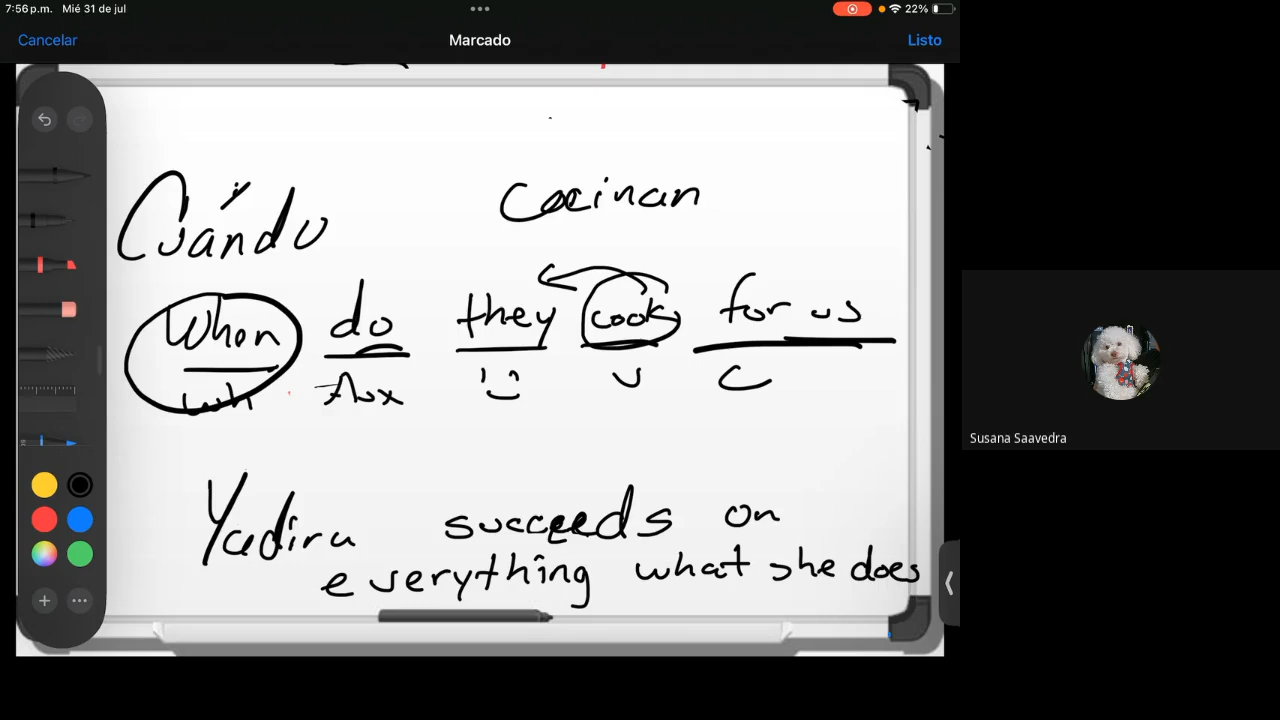 7:56 p.m. Mié 31 de jul
22%
Cancelar
Marcado
Listo
Cuándo cocinan
When do they cook for us
Wh Aux V C
Yadira succeeds on
everything what she does
Susana Saavedra